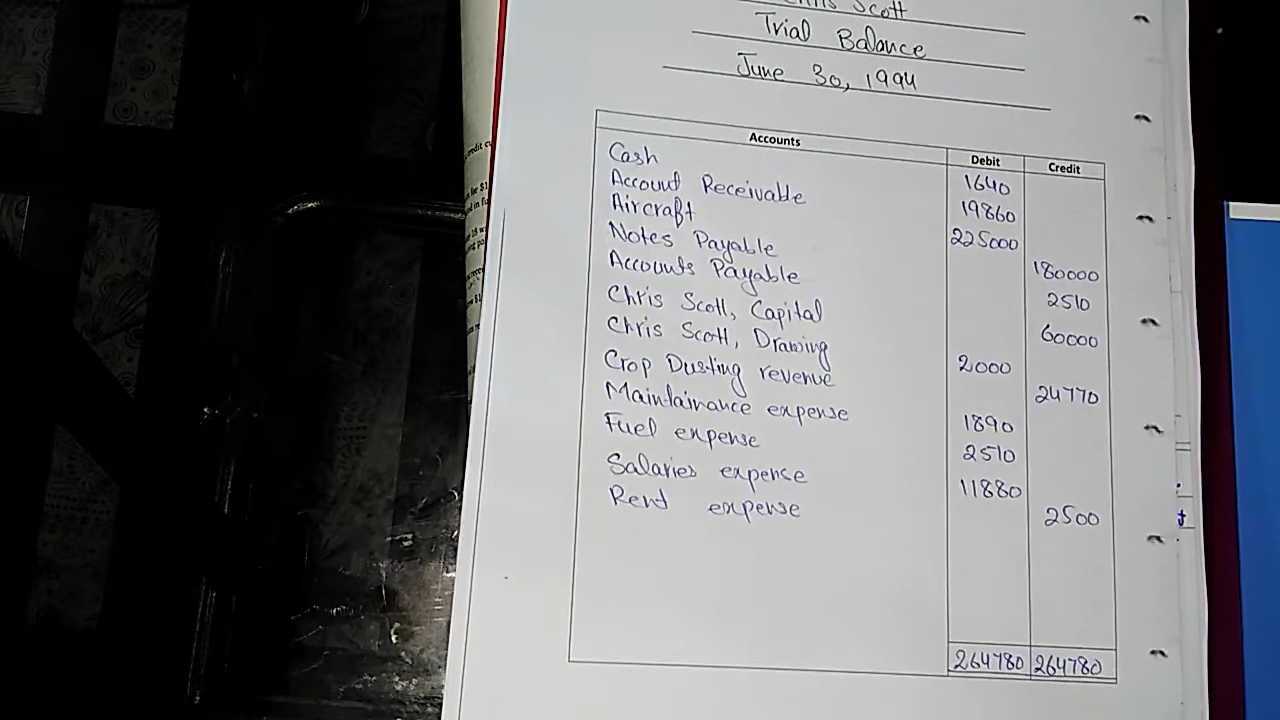 Scott
Trial Balance
June 30, 1994
Accounts Debit Credit
Cash 1640
Account Receivable 19860
Aircraft 225000
Notes Payable 180000
Accounts Payable 2510
Chris Scott, Capital 60000
Chris Scott, Drawing 2000
Crop Dusting revenue 24770
Maintainance expense 1890
Fuel expense 2510
Salaries expense 11880
Rent expense 2500
264780 264780